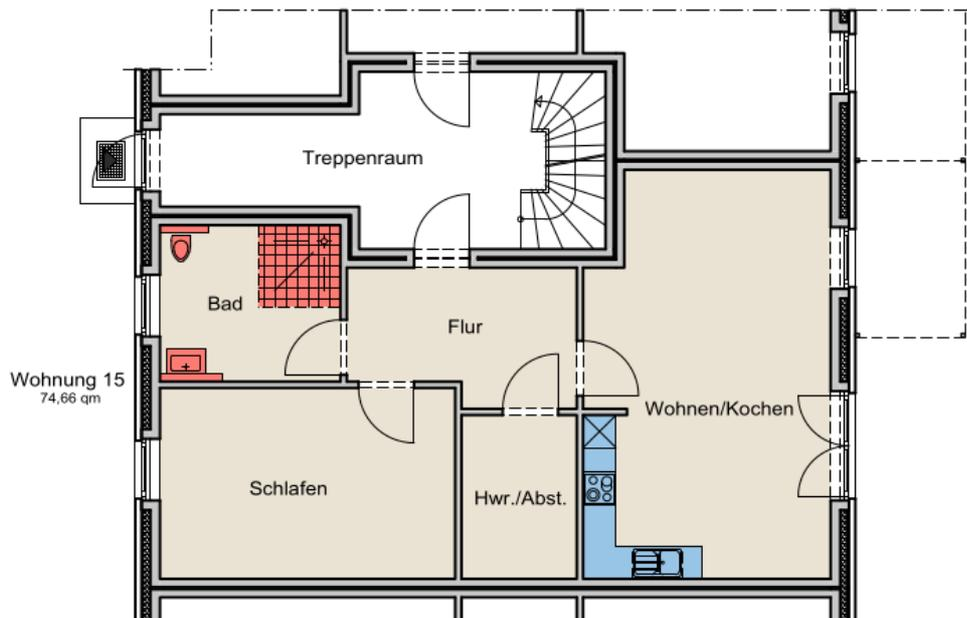 Treppenraum
Bad
Flur
Wohnung 15
74,66 qm
Wohnen/Kochen
Schlafen
Hwr./Abst.